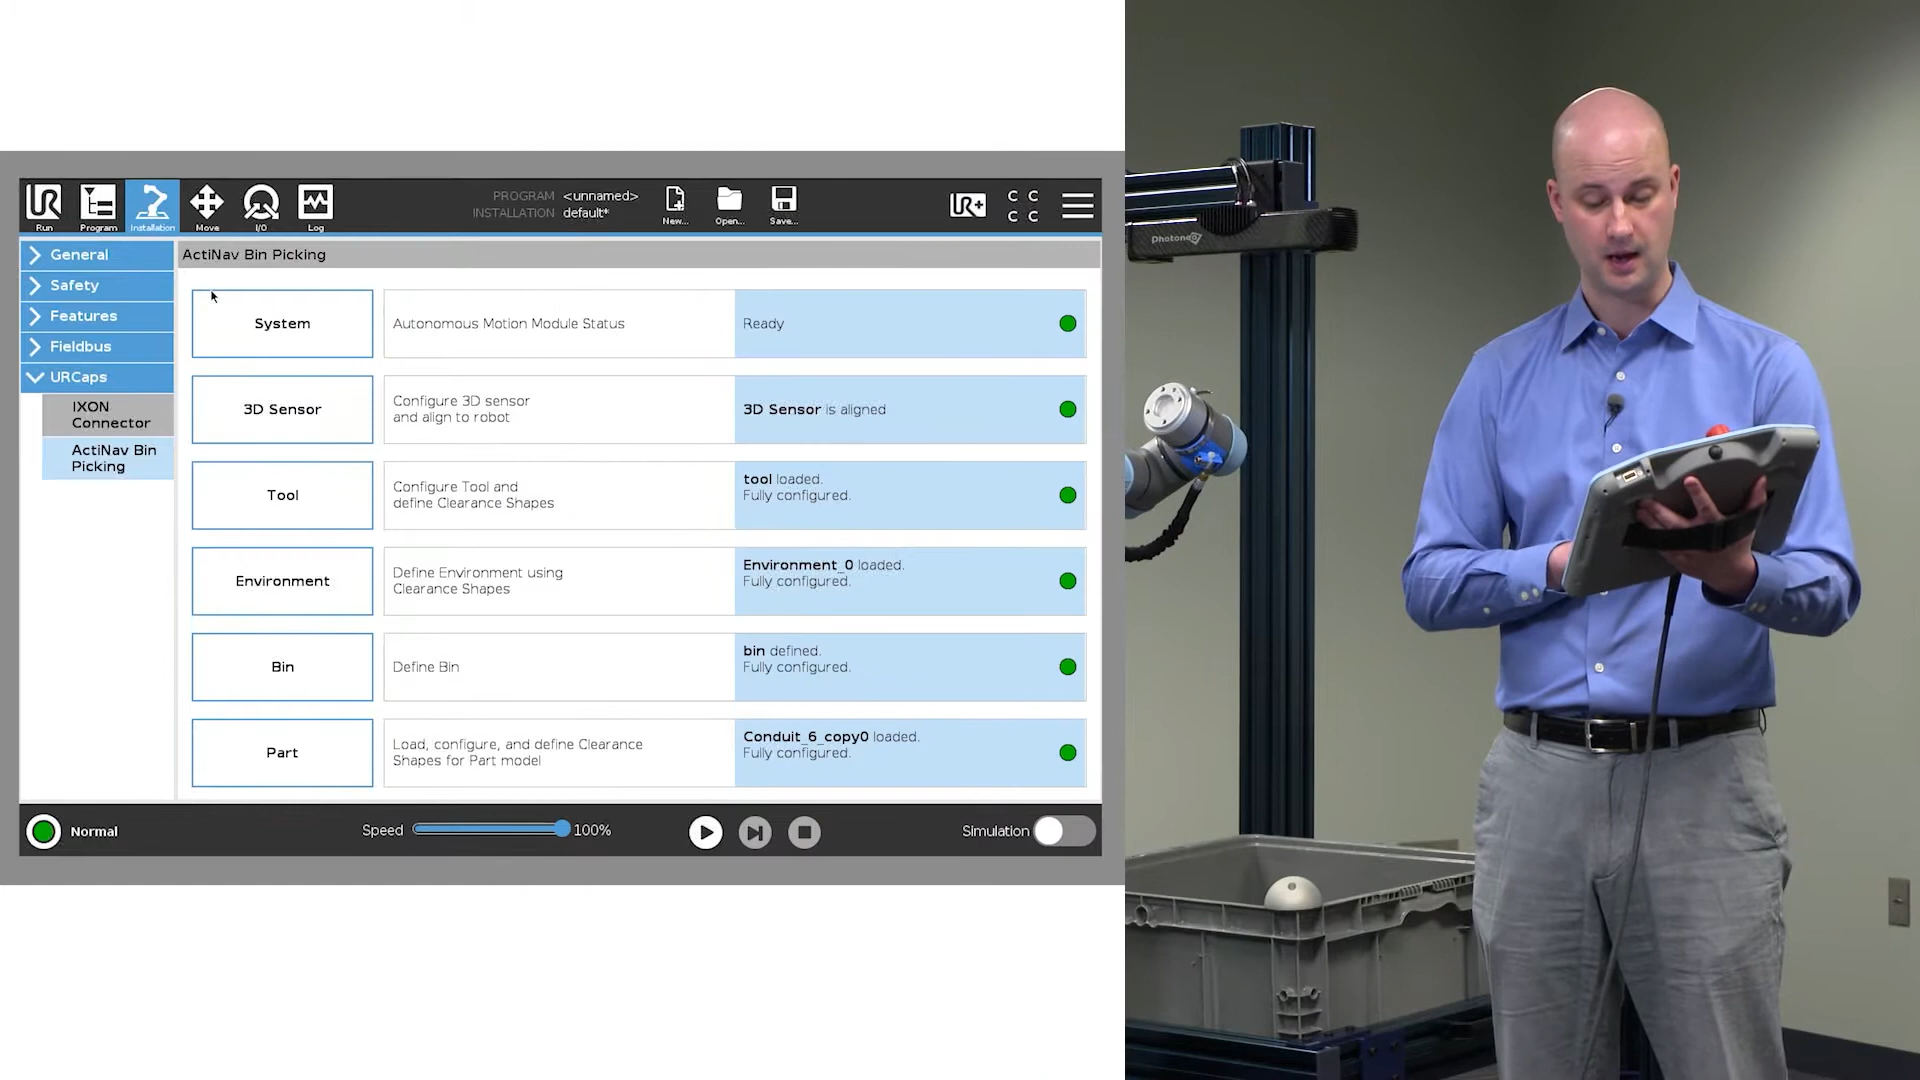 UR
Run
Program
Installation
Move
I/O
Log
PROGRAM <unnamed>
INSTALLATION default*
New...
Open...
Save...
UR+
C C
C C
General
Safety
Features
Fieldbus
URCaps
IXON
Connector
ActiNav Bin
Picking
ActiNav Bin Picking
System
Autonomous Motion Module Status
Ready
3D Sensor
Configure 3D sensor
and align to robot
3D Sensor is aligned
Tool
Configure Tool and
define Clearance Shapes
tool loaded.
Fully configured.
Environment
Define Environment using
Clearance Shapes
Environment_0 loaded.
Fully configured.
Bin
Define Bin
bin defined.
Fully configured.
Part
Load, configure, and define Clearance
Shapes for Part model
Conduit_6_copy0 loaded.
Fully configured.
Normal
Speed
100%
Simulation
Photoneo